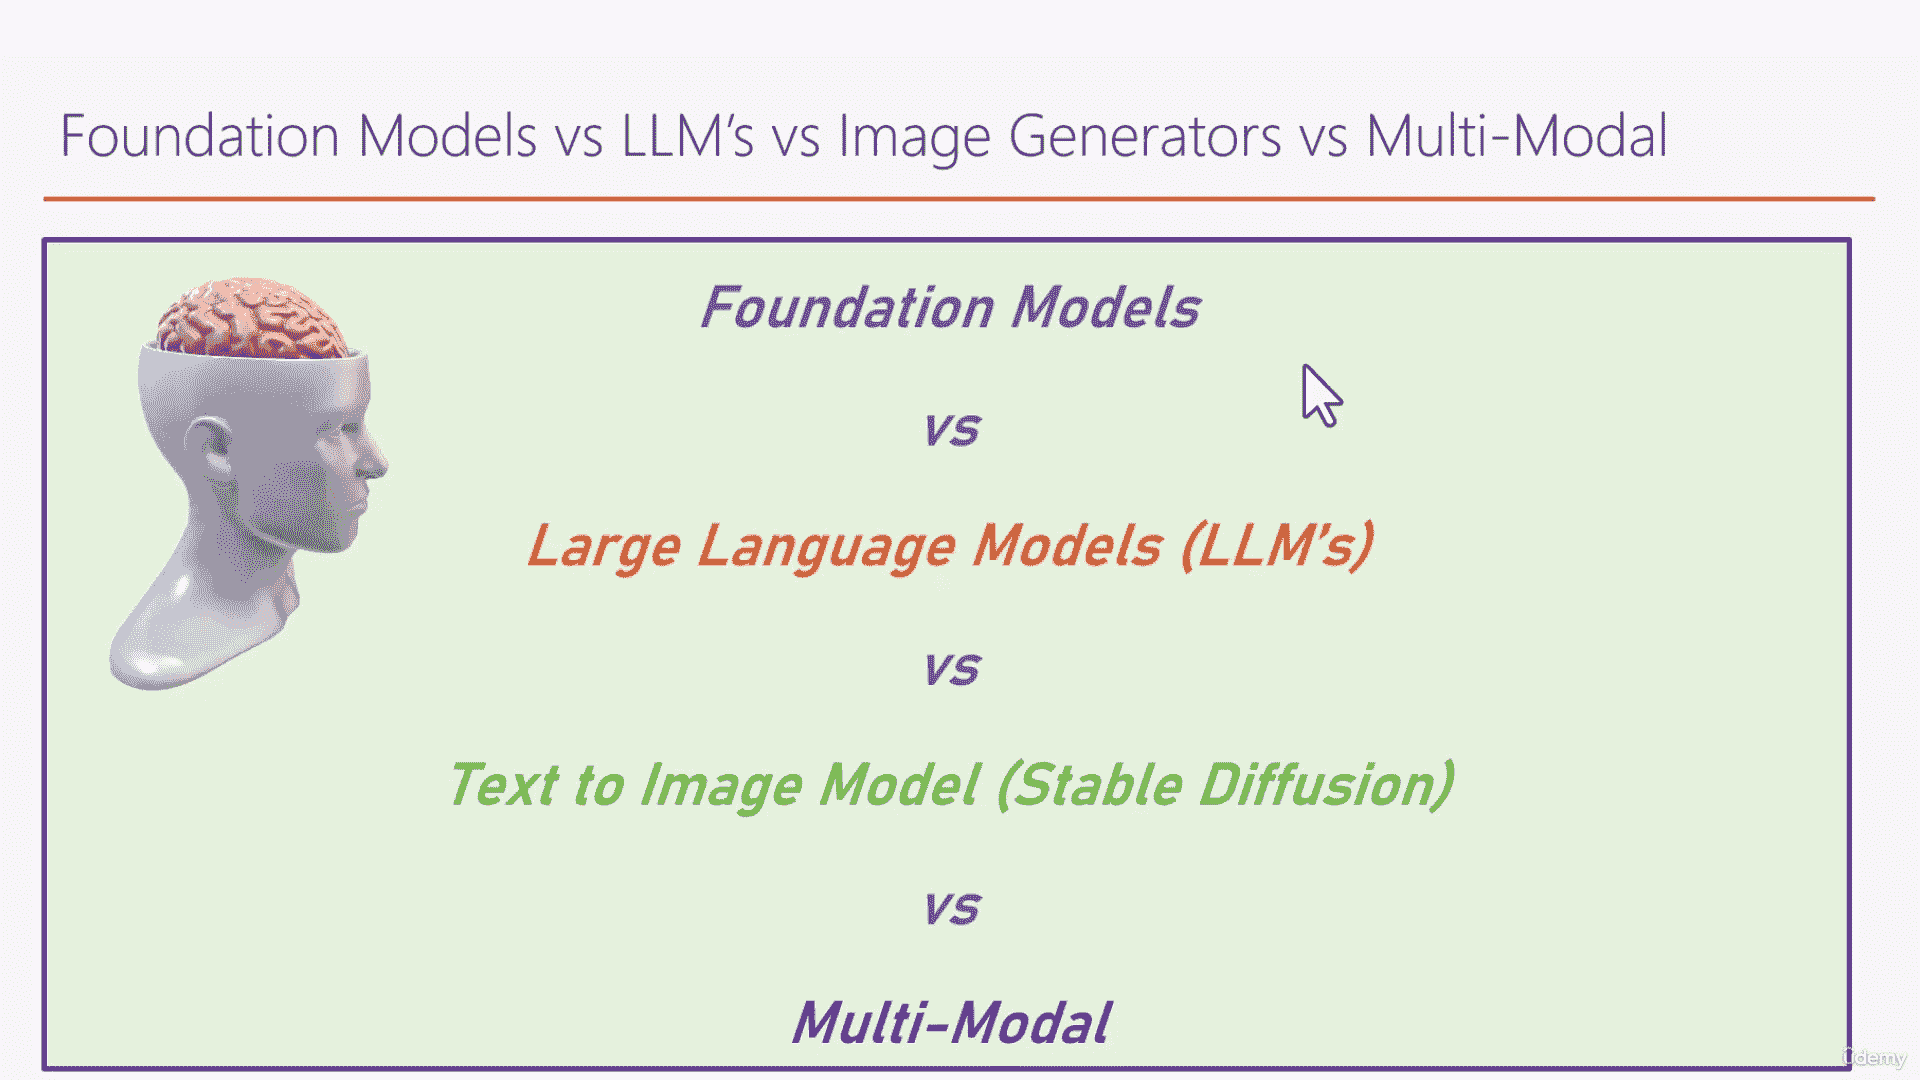 Foundation Models vs LLM's vs Image Generators vs Multi-Modal
Foundation Models
vs
Large Language Models (LLM's)
vs
Text to Image Model (Stable Diffusion)
vs
Multi-Modal
ûdemy